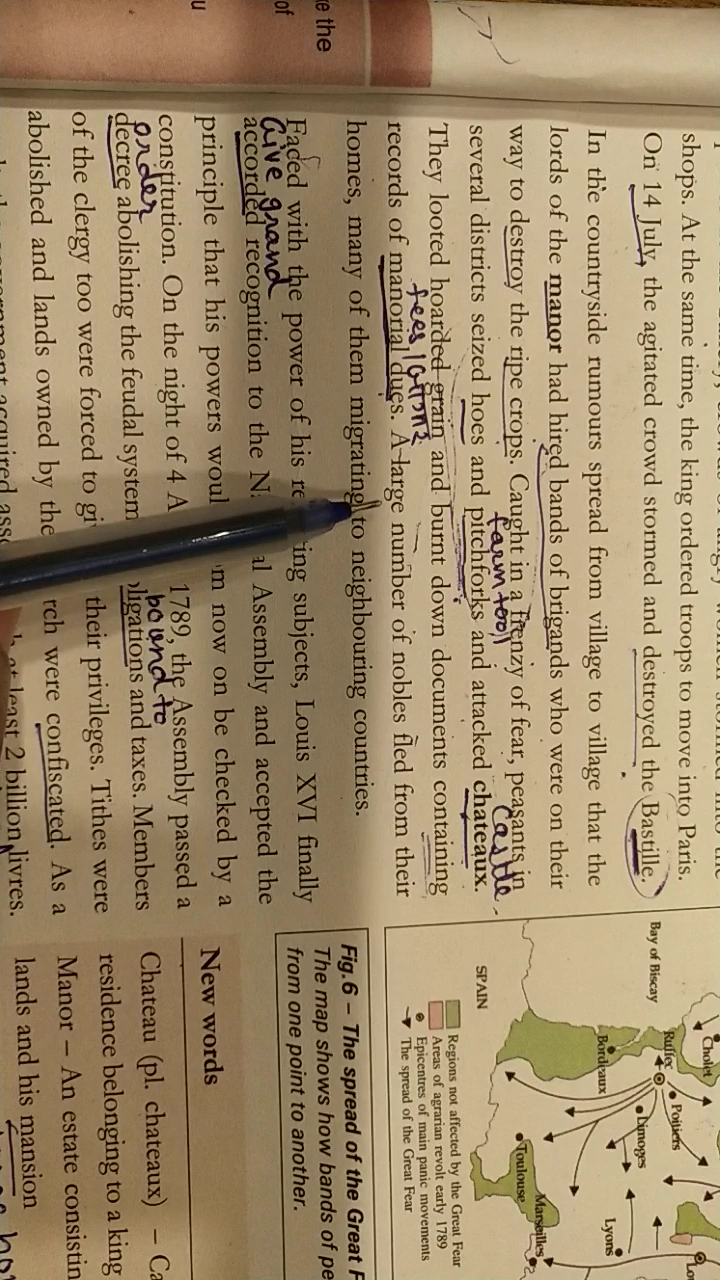 shops. At the same time, the king ordered troops to move into Paris.
On 14 July, the agitated crowd stormed and destroyed the Bastille.
In the countryside rumours spread from village to village that the
lords of the manor had hired bands of brigands who were on their
way to destroy the ripe crops. Caught in a frenzy of fear, peasants in
farm tool
Castle
several districts seized hoes and pitchforks and attacked chateaux.
They looted hoarded grain and burnt down documents containing
fees
records of manorial dues. A large number of nobles fled from their
homes, many of them migrating to neighbouring countries.
Faced with the power of his subjects, Louis XVI finally
Give grand
accorded recognition to the Assembly and accepted the
principle that his powers now on be checked by a
constitution. On the night of 4 1789, the Assembly passed a
order
bound to
decree abolishing the feudal system and taxes. Members
of the clergy too were forced to their privileges. Tithes were
abolished and lands owned by the were confiscated. As a
at least 2 billion livres.
the
of
Bay of Biscay
SPAIN
Cholet
Ruffec
Poitiers
Limoges
Bordeaux
Toulouse
Marseilles
Lyons
Regions not affected by the Great Fear
Areas of agrarian revolt early 1789
Epicentres of main panic movements
The spread of the Great Fear
Fig.6 – The spread of the Great
The map shows how bands of
from one point to another.
New words
Chateau (pl. chateaux) –
residence belonging to a king
Manor – An estate
lands and his mansion